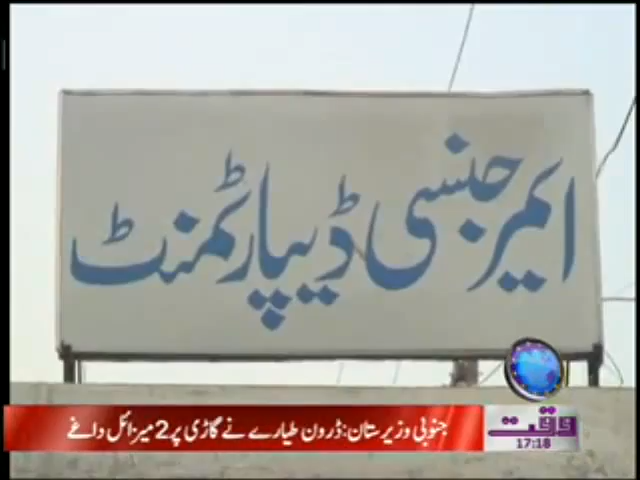 ایمرجنسی ڈیپارٹمنٹ
جنوبی وزیرستان: ڈرون طیارے نے گاڑی پر 2 میزائل داغے
وقت
17:18